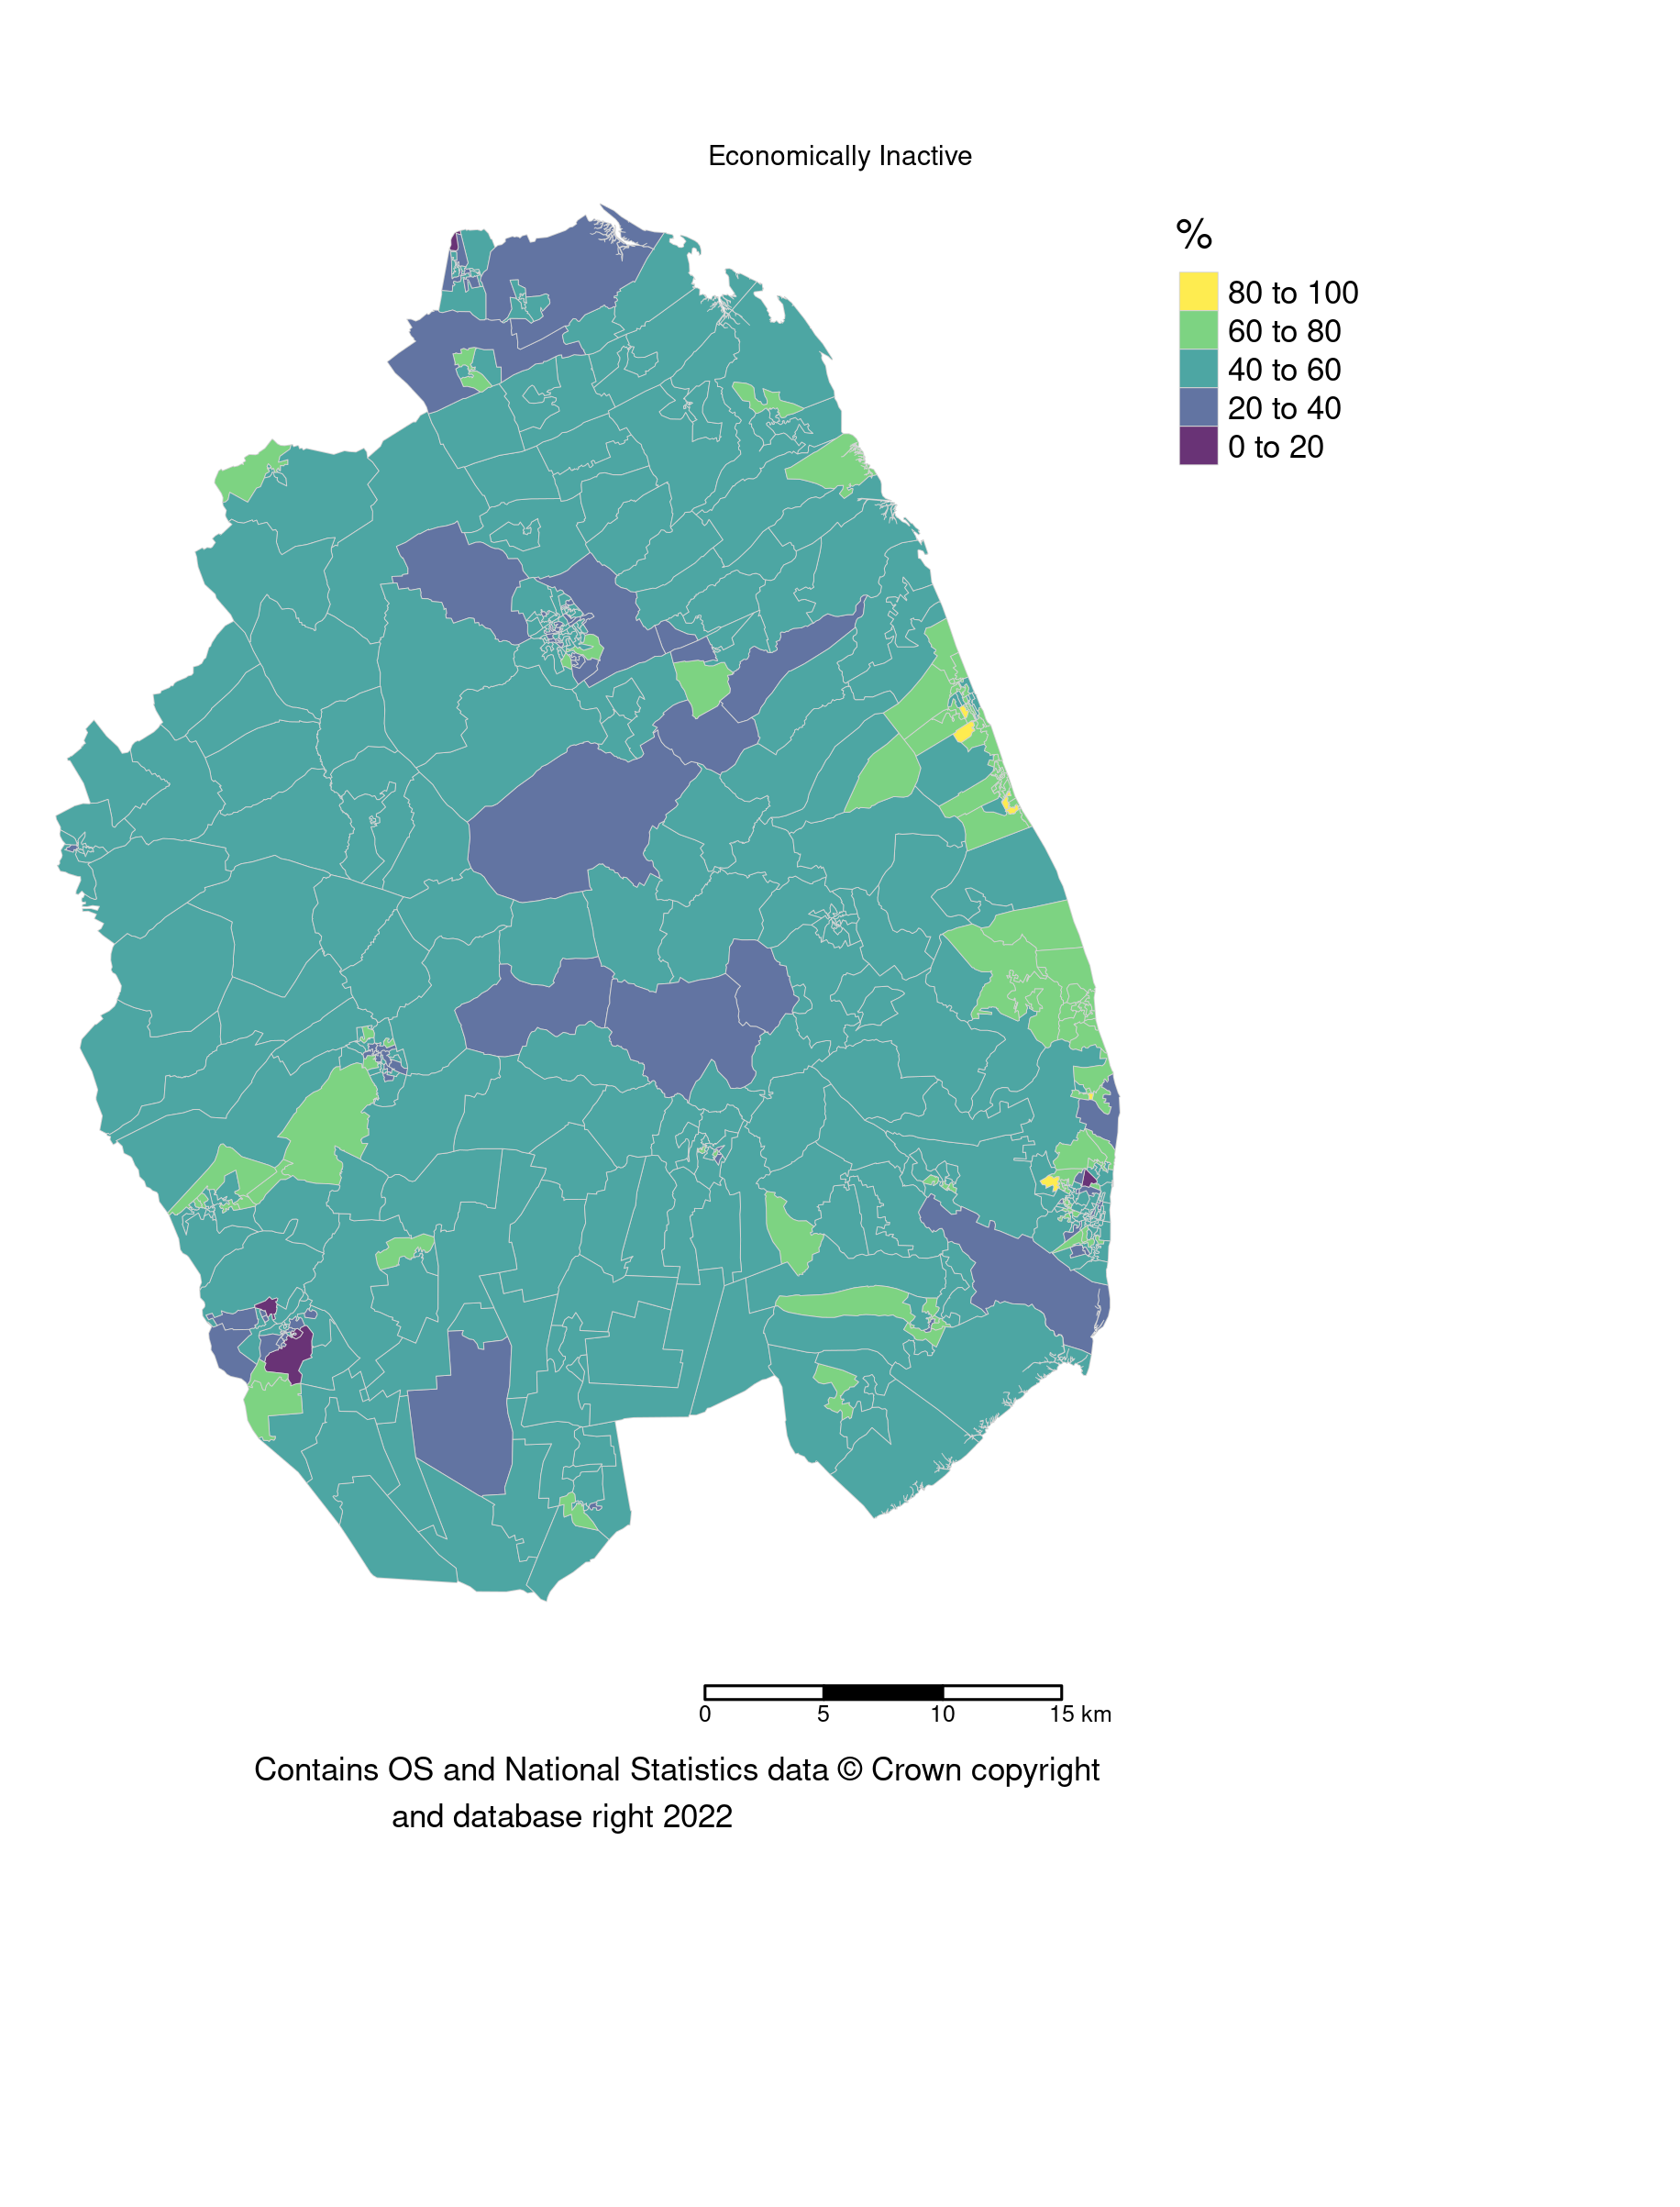 Economically Inactive
%
80 to 100
60 to 80
40 to 60
20 to 40
0 to 20
0 5 10 15 km
Contains OS and National Statistics data © Crown copyright
and database right 2022